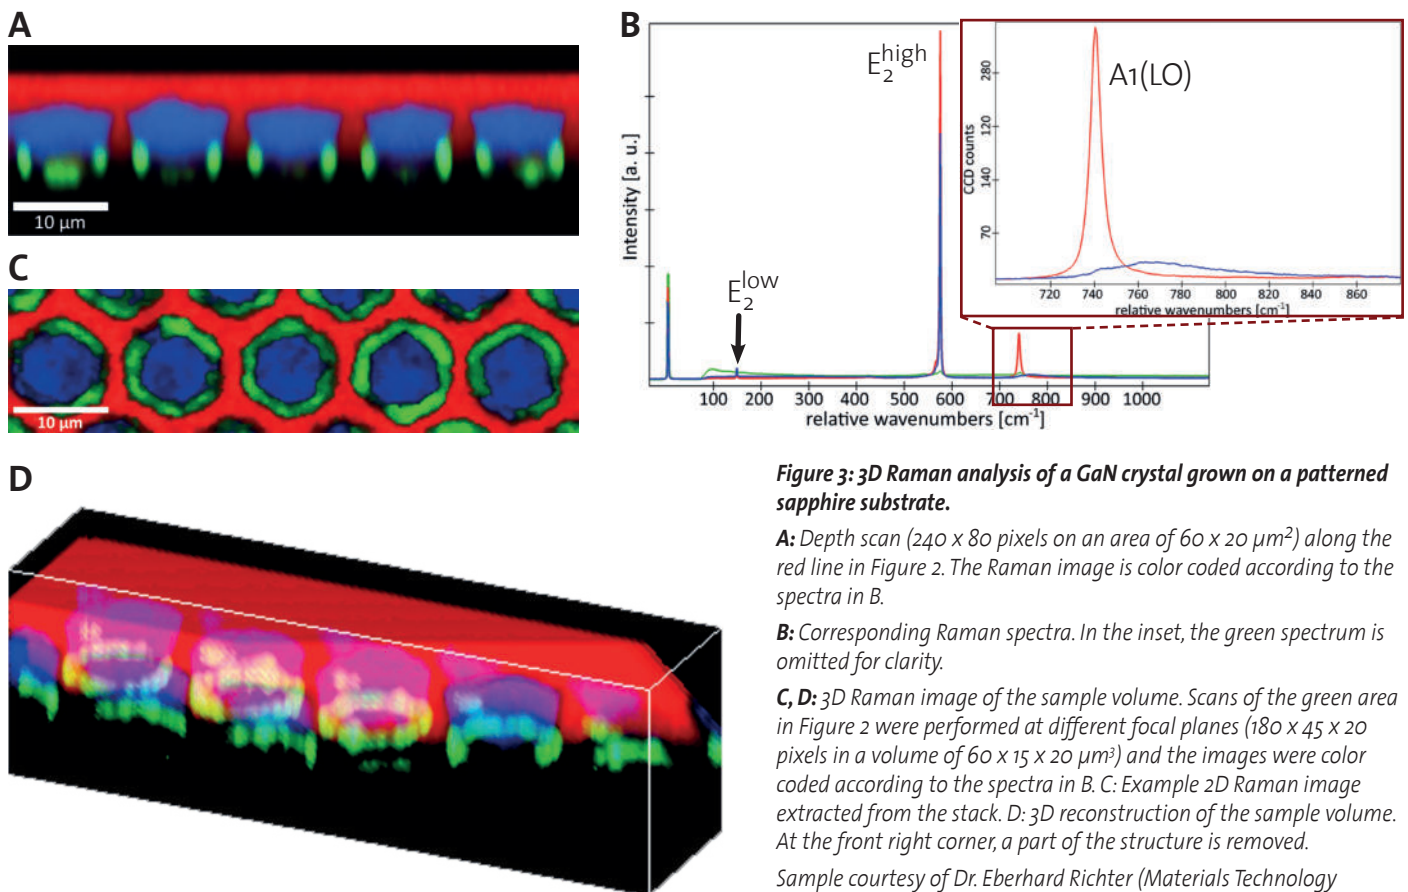 A
10 µm
B
Intensity [a. u.]
E2high
E2low
100 200 300 400 500 600 700 800 900 1000
relative wavenumbers [cm-1]
CCD counts
280
120
140
70
A1(LO)
720 740 760 780 800 820 840 860
relative wavenumbers [cm-1]
C
10 µm
D
Figure 3: 3D Raman analysis of a GaN crystal grown on a patterned
sapphire substrate.
A: Depth scan (240 x 80 pixels on an area of 60 x 20 µm²) along the
red line in Figure 2. The Raman image is color coded according to the
spectra in B.
B: Corresponding Raman spectra. In the inset, the green spectrum is
omitted for clarity.
C, D: 3D Raman image of the sample volume. Scans of the green area
in Figure 2 were performed at different focal planes (180 x 45 x 20
pixels in a volume of 60 x 15 x 20 µm³) and the images were color
coded according to the spectra in B. C: Example 2D Raman image
extracted from the stack. D: 3D reconstruction of the sample volume.
At the front right corner, a part of the structure is removed.
Sample courtesy of Dr. Eberhard Richter (Materials Technology